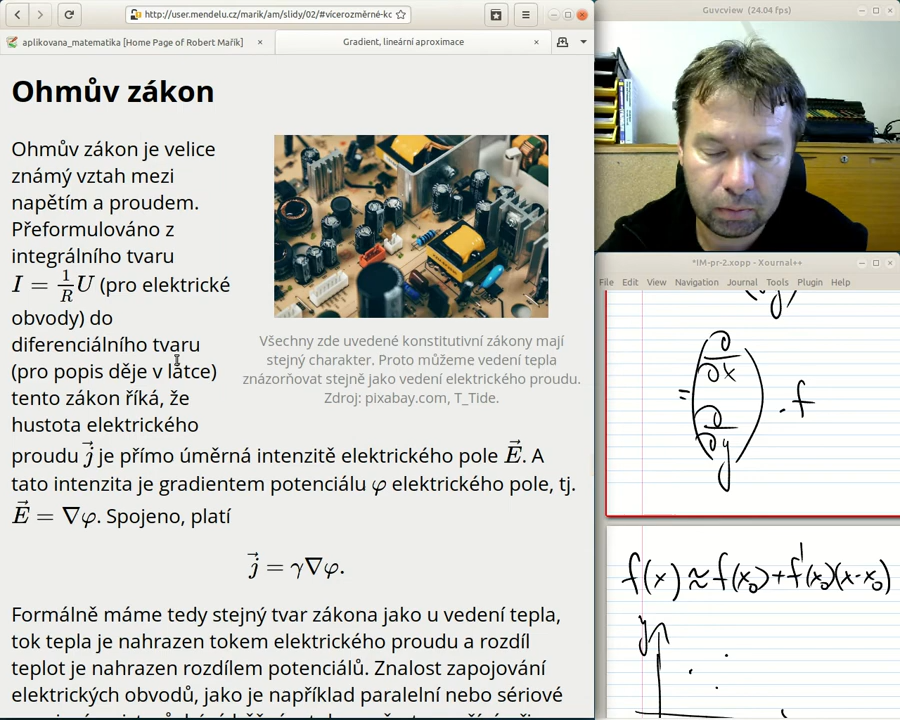 http://user.mendelu.cz/marik/am/slidy/02/#vícerozměrné-kc
aplikovana_matematika [Home Page of Robert Mařík]
Gradient, lineární aproximace
Ohmův zákon
Ohmův zákon je velice
známý vztah mezi
napětím a proudem.
Přeformulováno z
integrálního tvaru
I = 1/R U (pro elektrické
obvody) do
diferenciálního tvaru
(pro popis děje v látce)
tento zákon říká, že
hustota elektrického
proudu j⃗ je přímo úměrná intenzitě elektrického pole E⃗. A
tato intenzita je gradientem potenciálu φ elektrického pole, tj.
E⃗ = ∇φ. Spojeno, platí
j⃗ = γ∇φ.
Formálně máme tedy stejný tvar zákona jako u vedení tepla,
tok tepla je nahrazen tokem elektrického proudu a rozdíl
teplot je nahrazen rozdílem potenciálů. Znalost zapojování
elektrických obvodů, jako je například paralelní nebo sériové
Všechny zde uvedené konstitutivní zákony mají
stejný charakter. Proto můžeme vedení tepla
znázorňovat stejně jako vedení elektrického proudu.
Zdroj: pixabay.com, T_Tide.
Guvcview (24.04 fps)
*IM-pr-2.xopp - Xournal++
File Edit View Navigation Journal Tools Plugin Help
= (∂/∂x
∂/∂y) · f
f(x) ≈ f(x₀) + f'(x₀)(x-x₀)
y